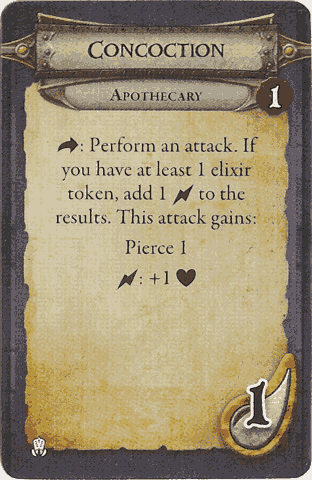 CONCOCTION
APOTHECARY
1
: Perform an attack. If
you have at least 1 elixir
token, add 1 to the
results. This attack gains:
Pierce 1
: +1
1